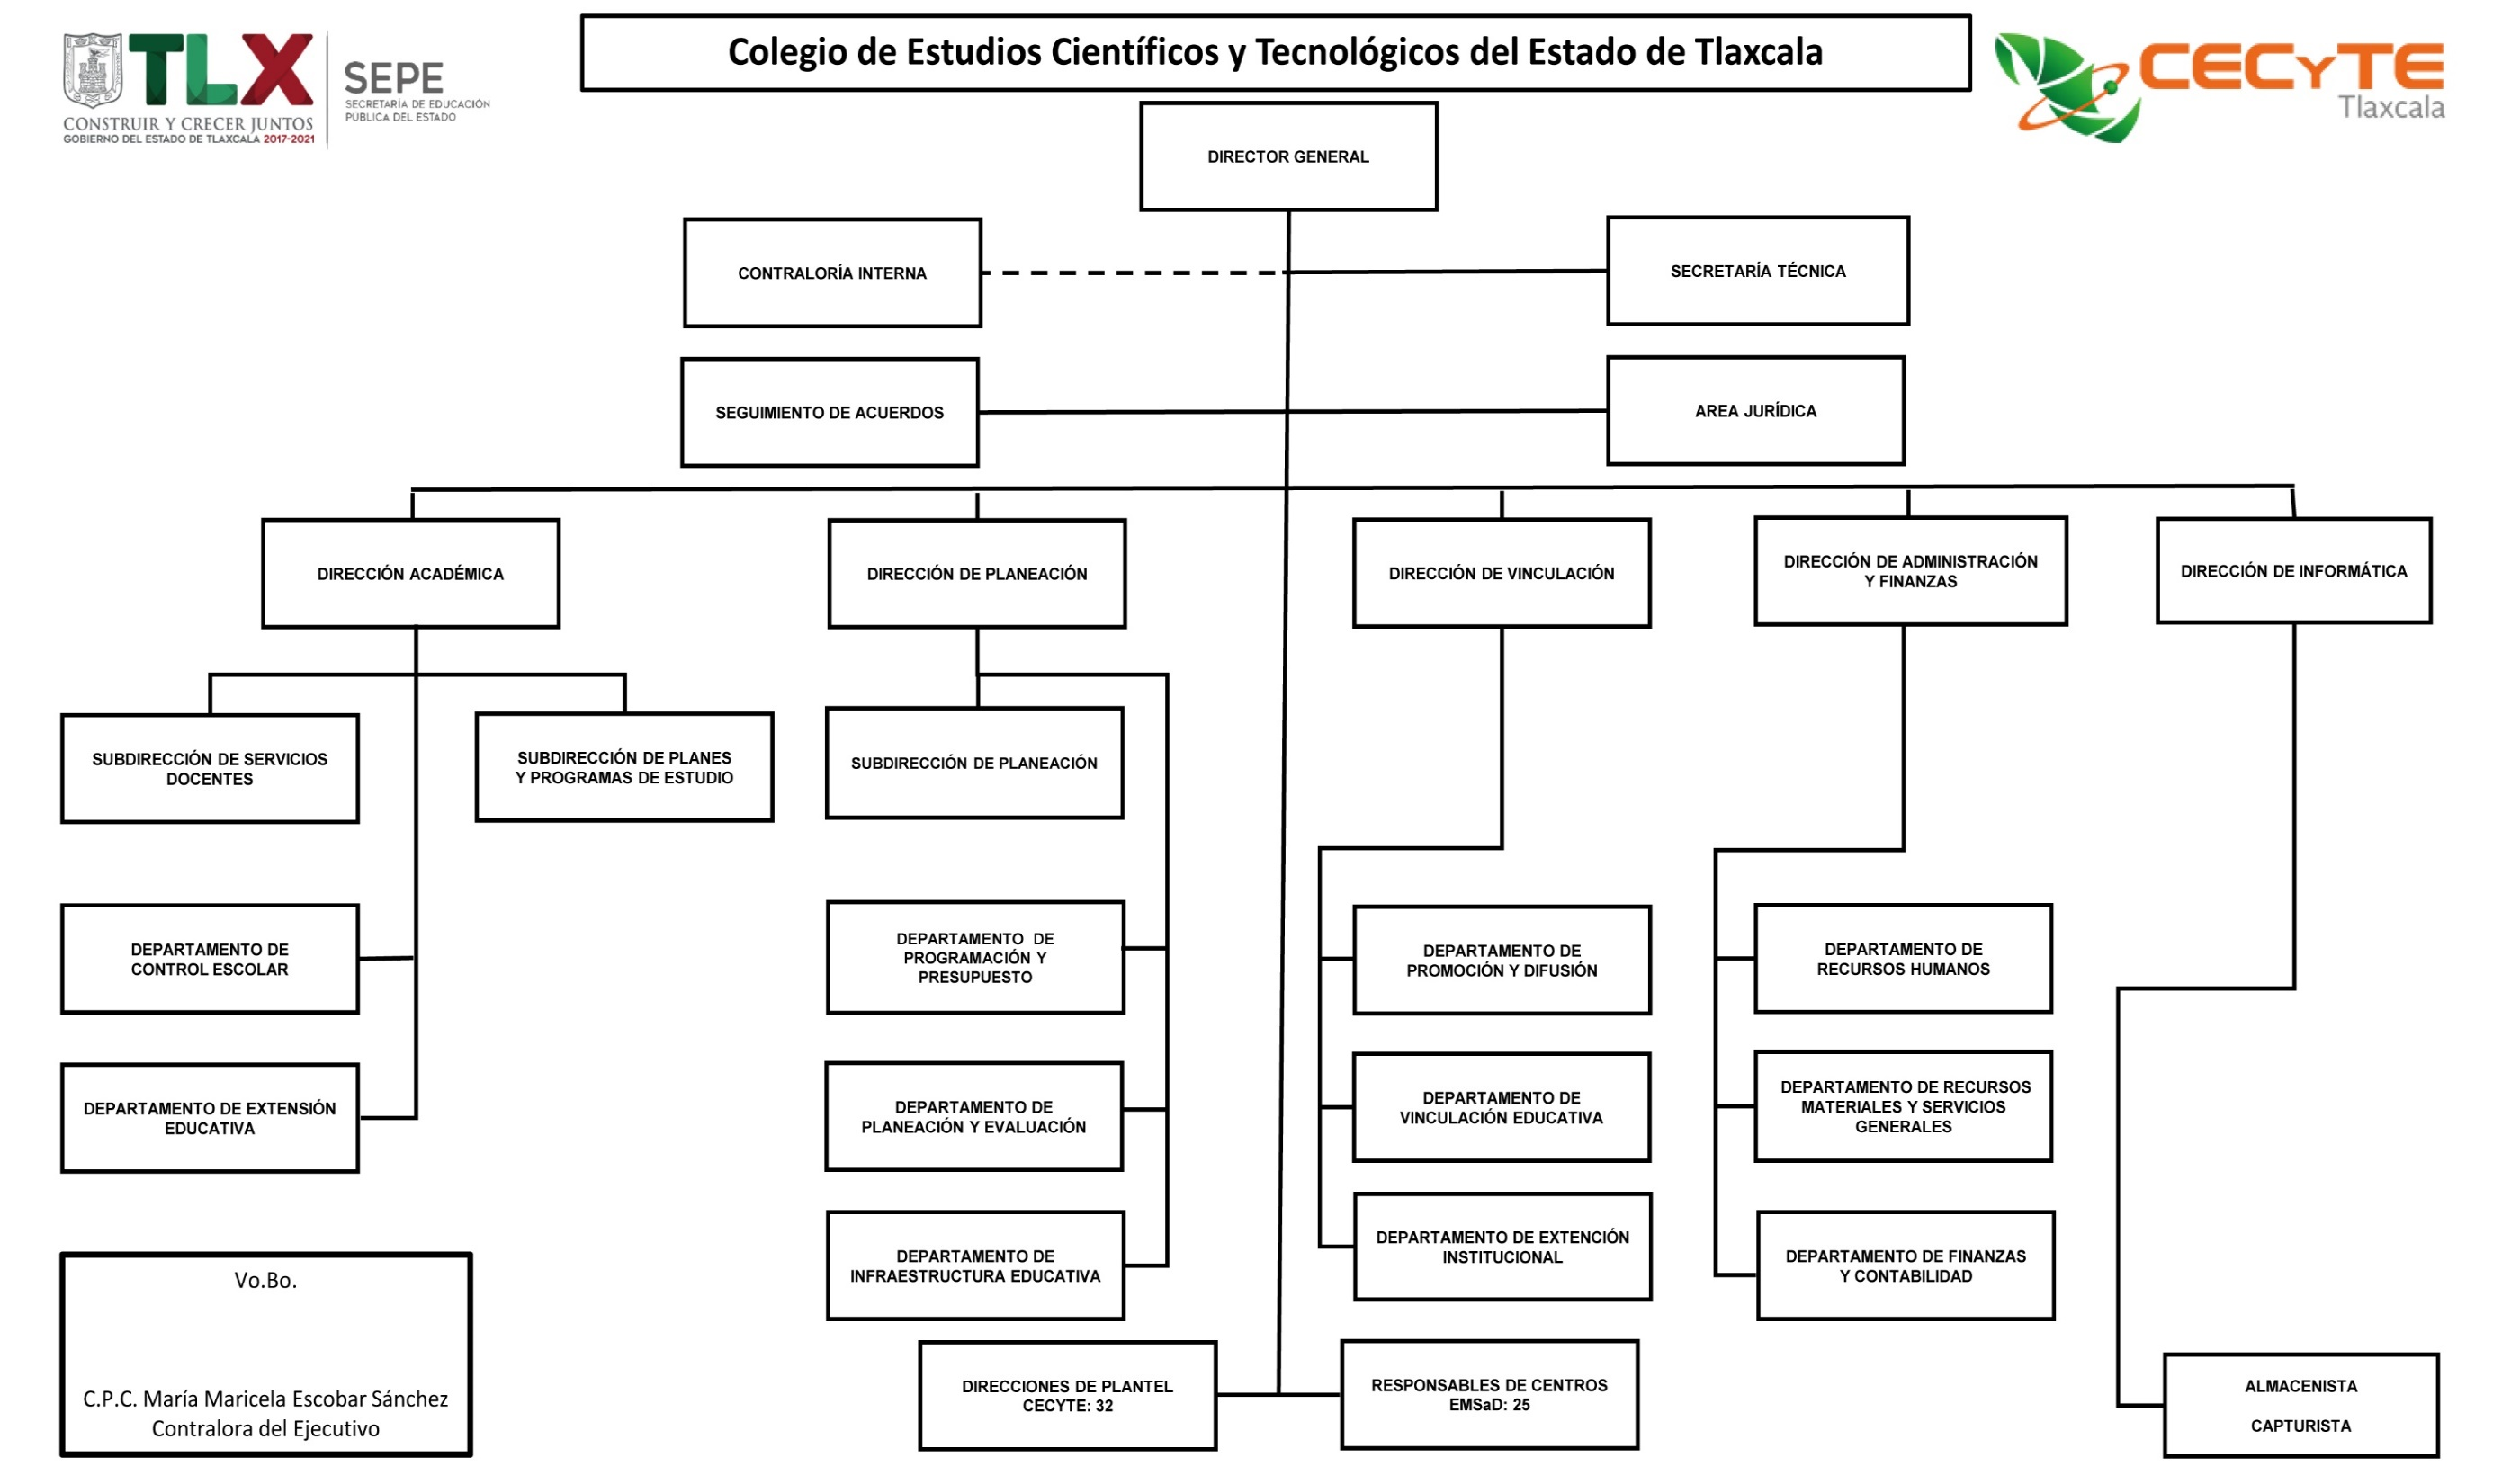 TLX
CONSTRUIR Y CRECER JUNTOS
GOBIERNO DEL ESTADO DE TLAXCALA 2017-2021
SEPE
SECRETARÍA DE EDUCACIÓN
PÚBLICA DEL ESTADO
Colegio de Estudios Científicos y Tecnológicos del Estado de Tlaxcala
CECyTE
Tlaxcala
DIRECTOR GENERAL
CONTRALORÍA INTERNA
SECRETARÍA TÉCNICA
SEGUIMIENTO DE ACUERDOS
AREA JURÍDICA
DIRECCIÓN ACADÉMICA
DIRECCIÓN DE PLANEACIÓN
DIRECCIÓN DE VINCULACIÓN
DIRECCIÓN DE ADMINISTRACIÓN
Y FINANZAS
DIRECCIÓN DE INFORMÁTICA
SUBDIRECCIÓN DE SERVICIOS
DOCENTES
SUBDIRECCIÓN DE PLANES
Y PROGRAMAS DE ESTUDIO
SUBDIRECCIÓN DE PLANEACIÓN
DEPARTAMENTO DE
CONTROL ESCOLAR
DEPARTAMENTO DE
PROGRAMACIÓN Y
PRESUPUESTO
DEPARTAMENTO DE
PROMOCIÓN Y DIFUSIÓN
DEPARTAMENTO DE
RECURSOS HUMANOS
DEPARTAMENTO DE EXTENSIÓN
EDUCATIVA
DEPARTAMENTO DE
PLANEACIÓN Y EVALUACIÓN
DEPARTAMENTO DE
VINCULACIÓN EDUCATIVA
DEPARTAMENTO DE RECURSOS
MATERIALES Y SERVICIOS
GENERALES
DEPARTAMENTO DE
INFRAESTRUCTURA EDUCATIVA
DEPARTAMENTO DE EXTENCIÓN
INSTITUCIONAL
DEPARTAMENTO DE FINANZAS
Y CONTABILIDAD
Vo.Bo.
C.P.C. María Maricela Escobar Sánchez
Contralora del Ejecutivo
DIRECCIONES DE PLANTEL
CECYTE: 32
RESPONSABLES DE CENTROS
EMSaD: 25
ALMACENISTA
CAPTURISTA